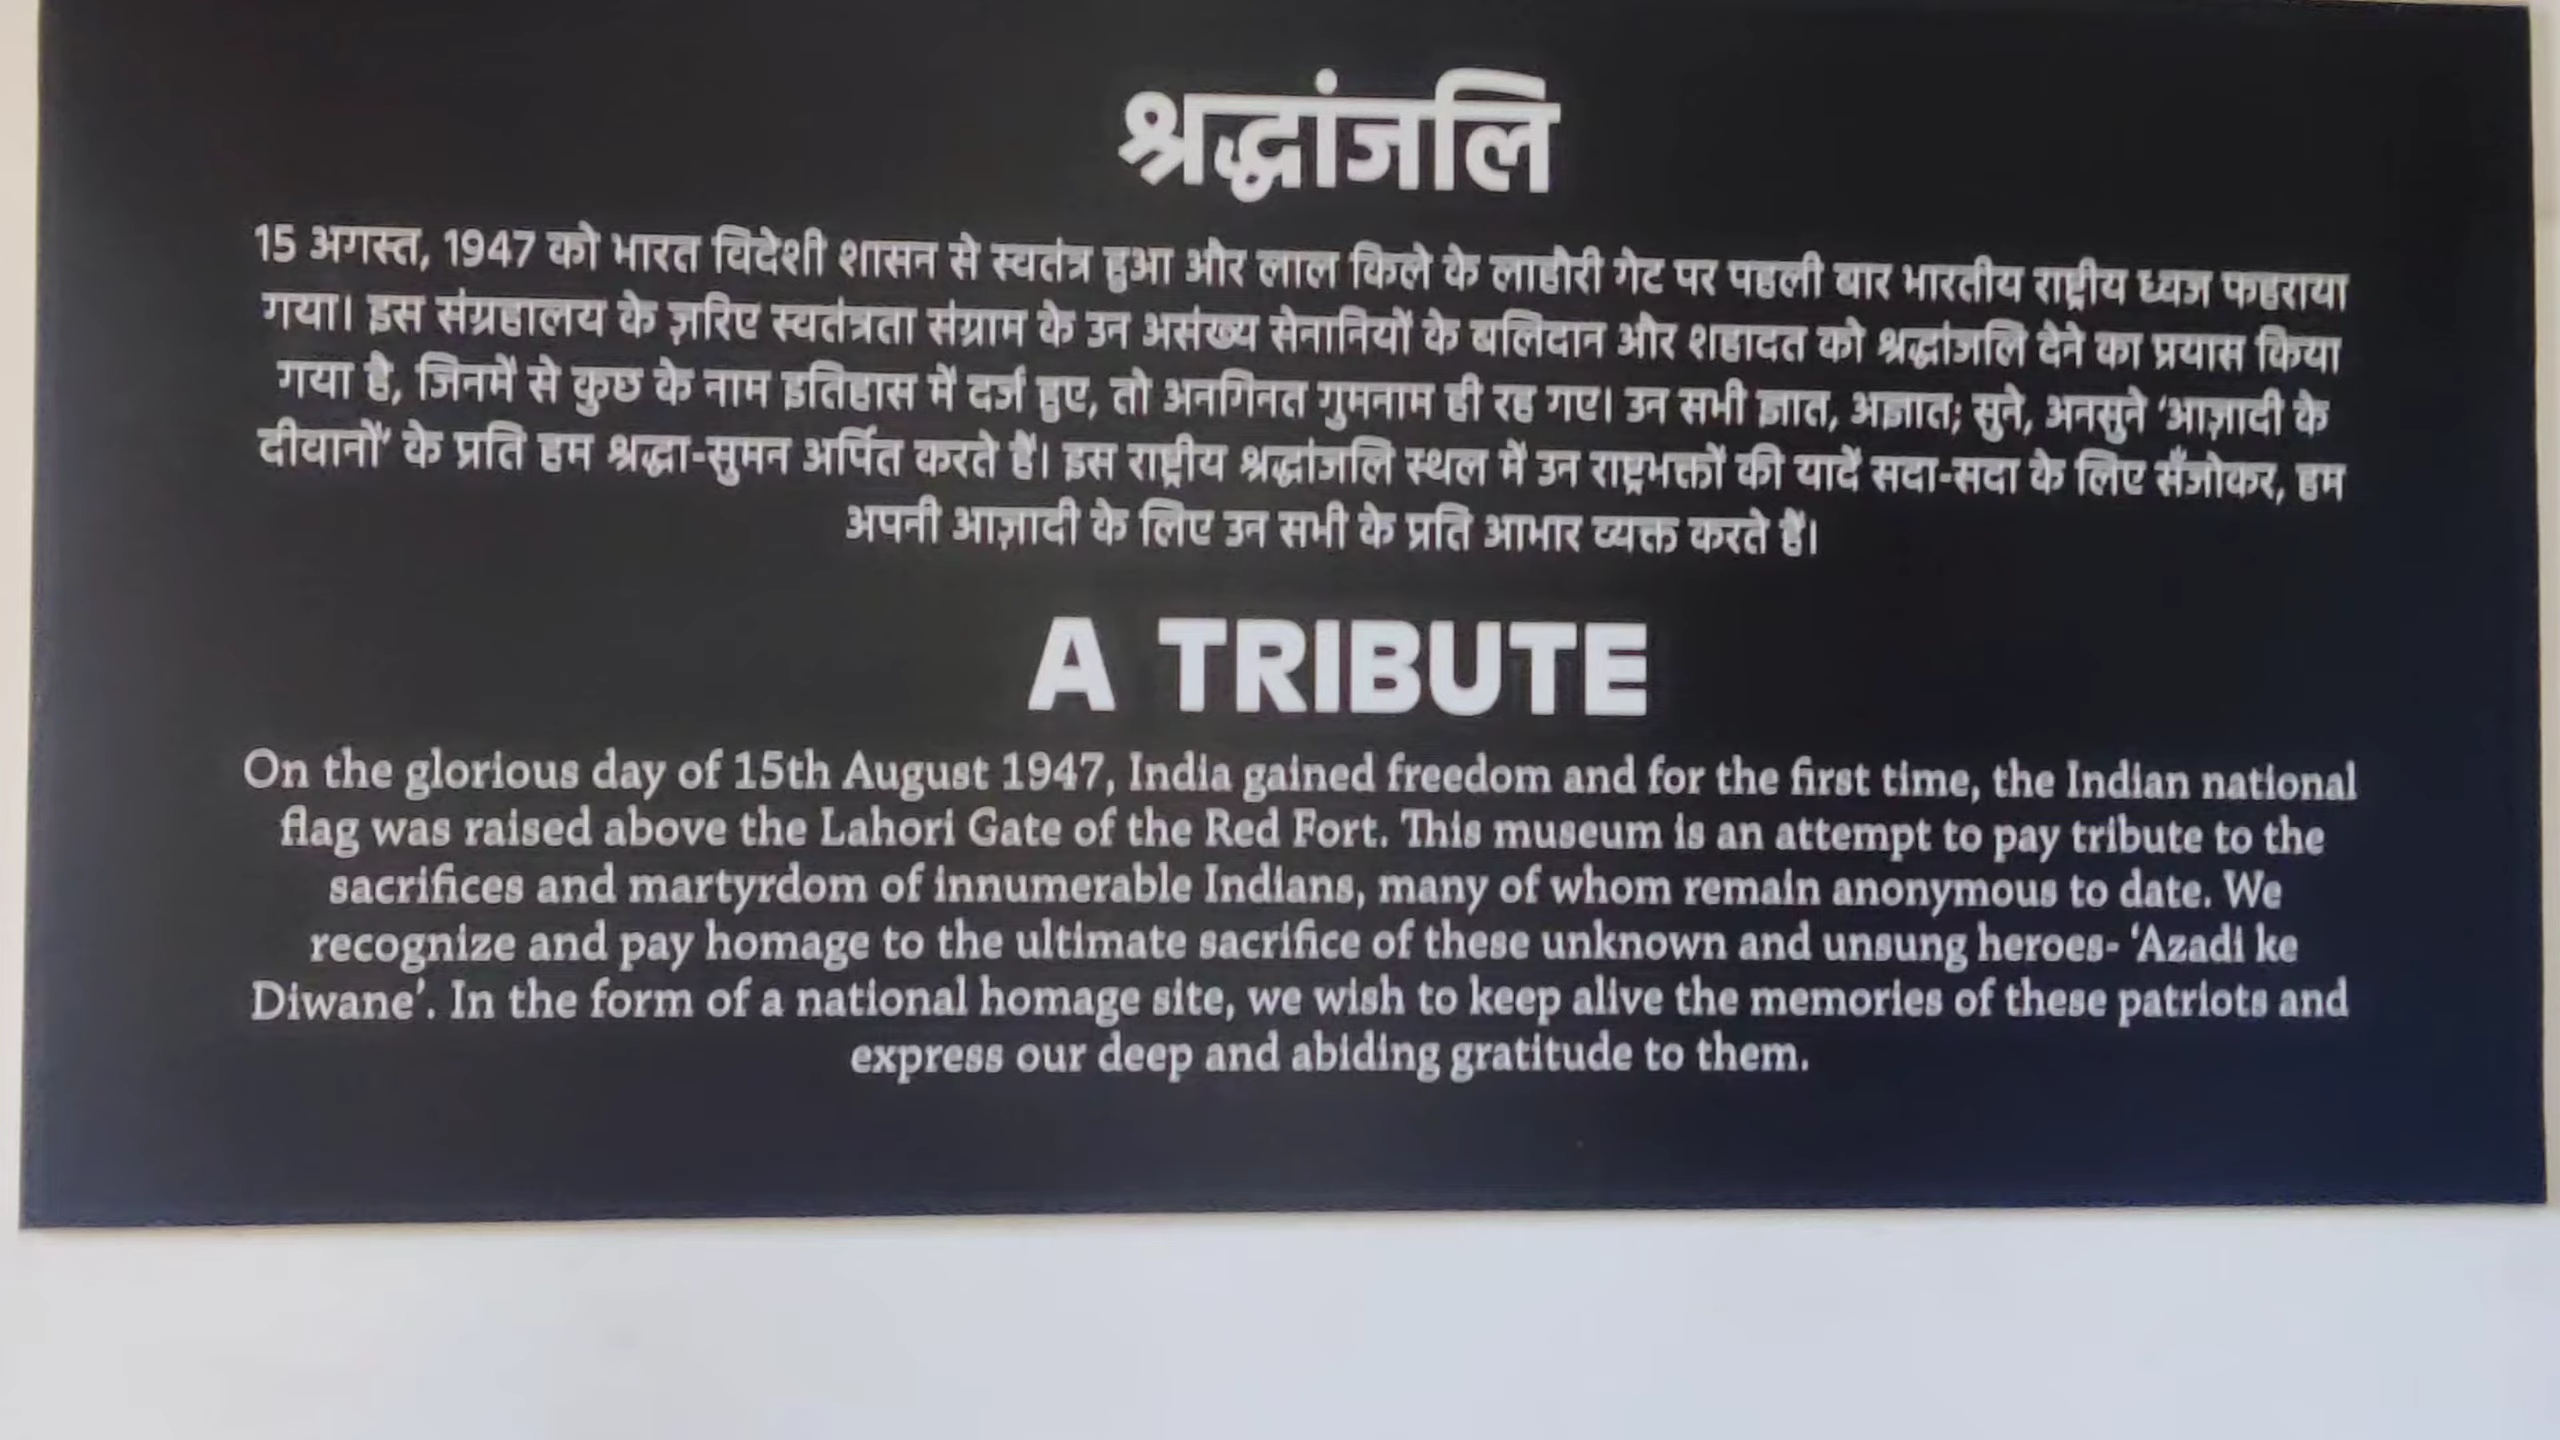 श्रद्धांजलि
15 अगस्त, 1947 को भारत विदेशी शासन से स्वतंत्र हुआ और लाल किले के लाहौरी गेट पर पहली बार भारतीय राष्ट्रीय ध्वज फहराया
गया। इस संग्रहालय के ज़रिए स्वतंत्रता संग्राम के उन असंख्य सेनानियों के बलिदान और शहादत को श्रद्धांजलि देने का प्रयास किया
गया है, जिनमें से कुछ के नाम इतिहास में दर्ज हुए, तो अनगिनत गुमनाम ही रह गए। उन सभी ज्ञात, अज्ञात; सुने, अनसुने ‘आज़ादी के
दीवानों’ के प्रति हम श्रद्धा-सुमन अर्पित करते हैं। इस राष्ट्रीय श्रद्धांजलि स्थल में उन राष्ट्रभक्तों की यादें सदा-सदा के लिए सँजोकर, हम
अपनी आज़ादी के लिए उन सभी के प्रति आभार व्यक्त करते हैं।
A TRIBUTE
On the glorious day of 15th August 1947, India gained freedom and for the first time, the Indian national
flag was raised above the Lahori Gate of the Red Fort. This museum is an attempt to pay tribute to the
sacrifices and martyrdom of innumerable Indians, many of whom remain anonymous to date. We
recognize and pay homage to the ultimate sacrifice of these unknown and unsung heroes- ‘Azadi ke
Diwane’. In the form of a national homage site, we wish to keep alive the memories of these patriots and
express our deep and abiding gratitude to them.